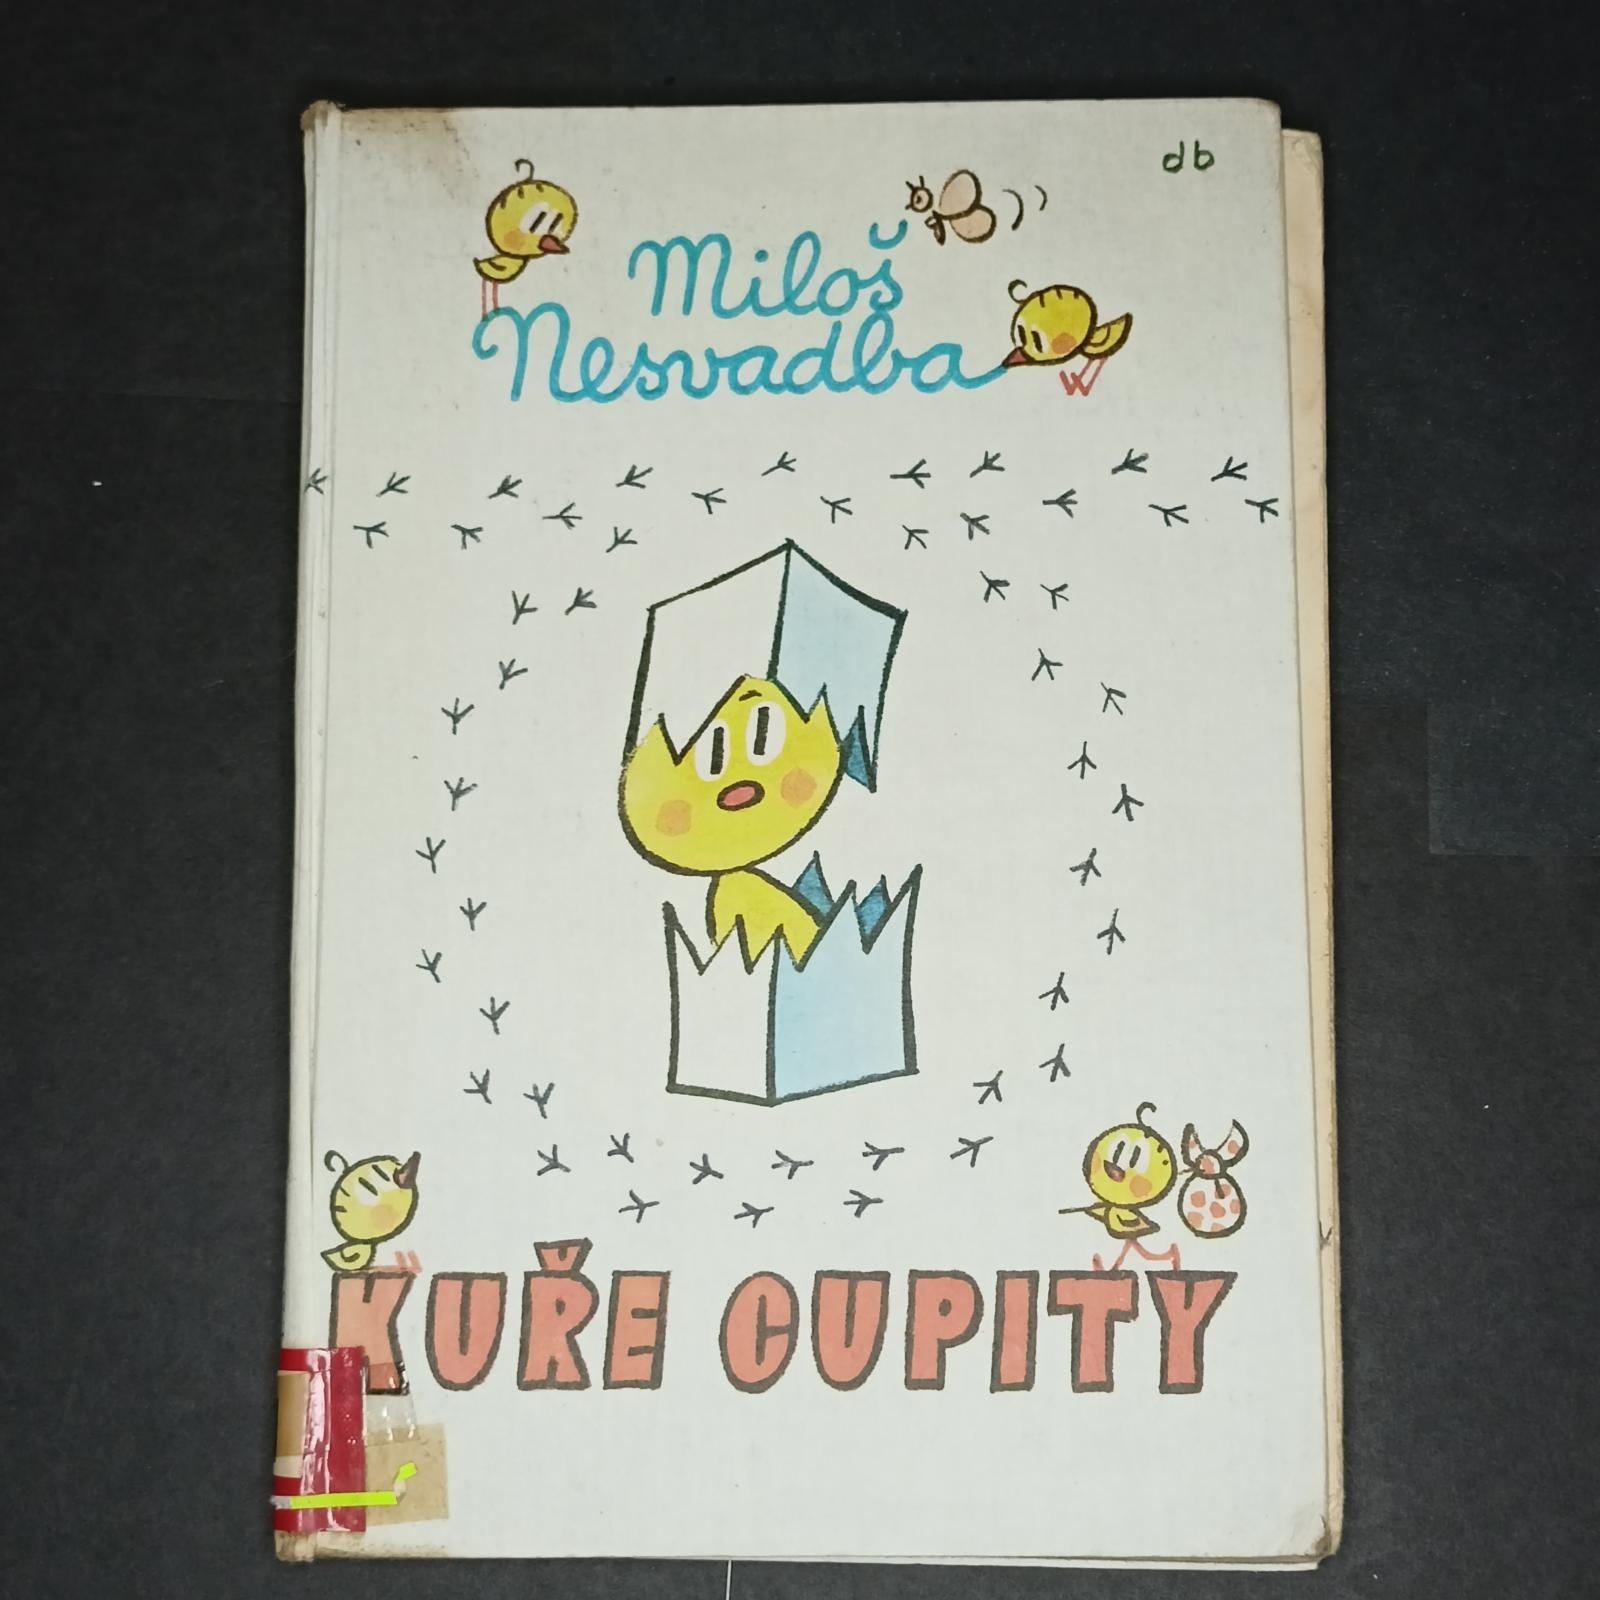 db
Miloš
Nesvadba
KUŘE CUPITY